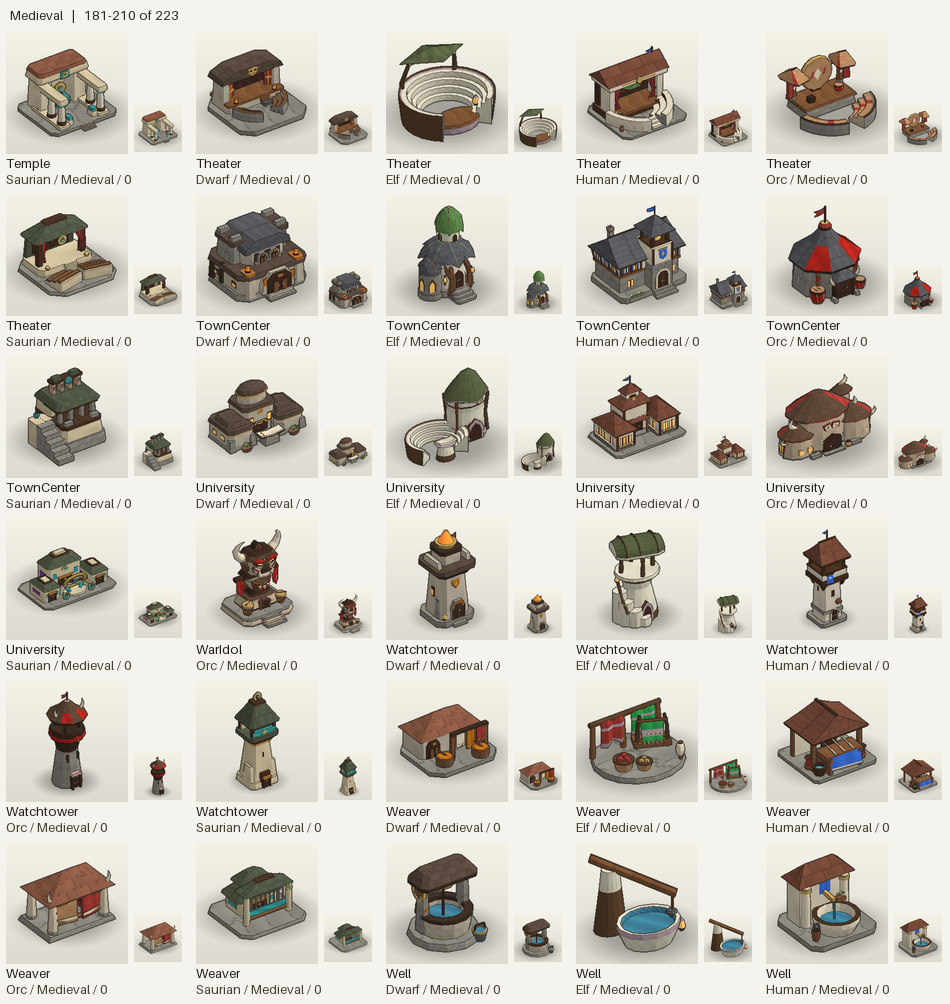 Medieval | 181-210 of 223
Temple
Saurian / Medieval / 0
Theater
Dwarf / Medieval / 0
Theater
Elf / Medieval / 0
Theater
Human / Medieval / 0
Theater
Orc / Medieval / 0
Theater
Saurian / Medieval / 0
TownCenter
Dwarf / Medieval / 0
TownCenter
Elf / Medieval / 0
TownCenter
Human / Medieval / 0
TownCenter
Orc / Medieval / 0
TownCenter
Saurian / Medieval / 0
University
Dwarf / Medieval / 0
University
Elf / Medieval / 0
University
Human / Medieval / 0
University
Orc / Medieval / 0
University
Saurian / Medieval / 0
WarIdol
Orc / Medieval / 0
Watchtower
Dwarf / Medieval / 0
Watchtower
Elf / Medieval / 0
Watchtower
Human / Medieval / 0
Watchtower
Orc / Medieval / 0
Watchtower
Saurian / Medieval / 0
Weaver
Dwarf / Medieval / 0
Weaver
Elf / Medieval / 0
Weaver
Human / Medieval / 0
Weaver
Orc / Medieval / 0
Weaver
Saurian / Medieval / 0
Well
Dwarf / Medieval / 0
Well
Elf / Medieval / 0
Well
Human / Medieval / 0